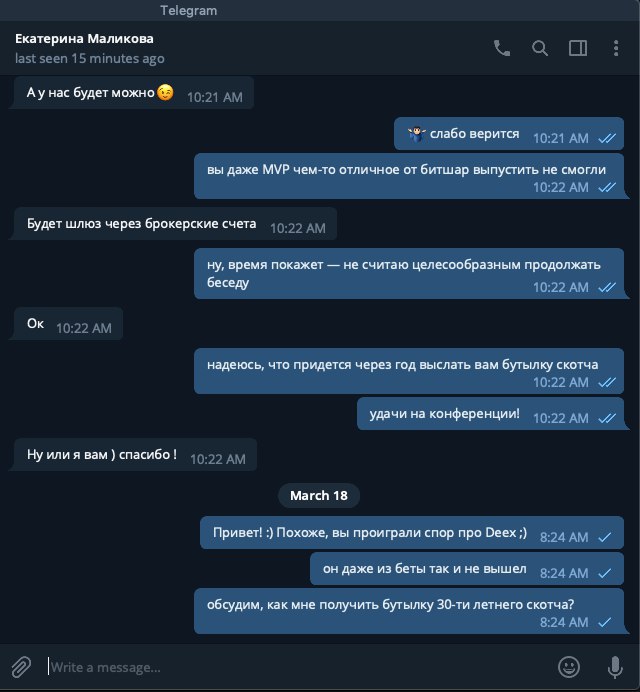 Telegram
Екатерина Маликова
last seen 15 minutes ago
А у нас будет можно😉 10:21 AM
🤷🏻‍♂️ слабо верится 10:21 AM
вы даже MVP чем-то отличное от битшар выпустить не смогли
10:22 AM
Будет шлюз через брокерские счета 10:22 AM
ну, время покажет — не считаю целесообразным продолжать
беседу 10:22 AM
Ок 10:22 AM
надеюсь, что придется через год выслать вам бутылку скотча
10:22 AM
удачи на конференции! 10:22 AM
Ну или я вам ) спасибо ! 10:22 AM
March 18
Привет! :) Похоже, вы проиграли спор про Deex ;) 8:24 AM
он даже из беты так и не вышел 8:24 AM
обсудим, как мне получить бутылку 30-ти летнего скотча?
8:24 AM
Write a message...